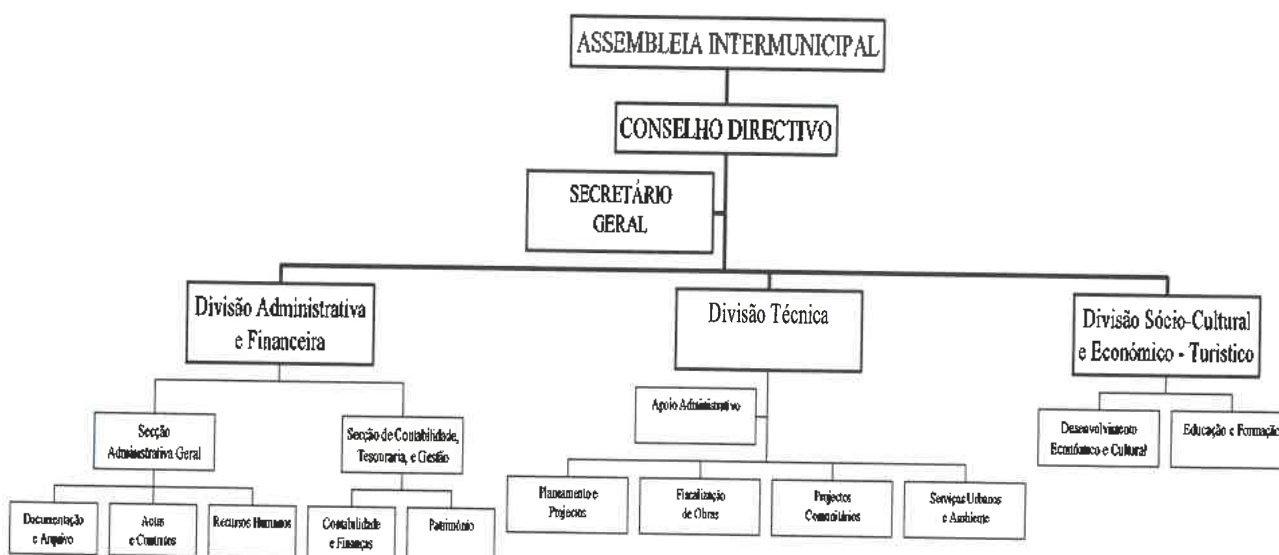 ASSEMBLEIA INTERMUNICIPAL
CONSELHO DIRECTIVO
SECRETÁRIO
GERAL
Divisão Administrativa
e Financeira
Divisão Técnica
Divisão Sócio-Cultural
e Económico - Turistico
Apoio Administrativo
Secção
Administrativa Geral
Secção de Contabilidade,
Tesouraria, e Gestão
Desenvolvimento
Económico e Cultural
Educação e Formação
Documentação
e Arquivo
Actas
e Contratos
Recursos Humanos
Contabilidade
e Finanças
Património
Planeamento e
Projectos
Fiscalização
de Obras
Projectos
Comunitários
Serviços Urbanos
e Ambiente